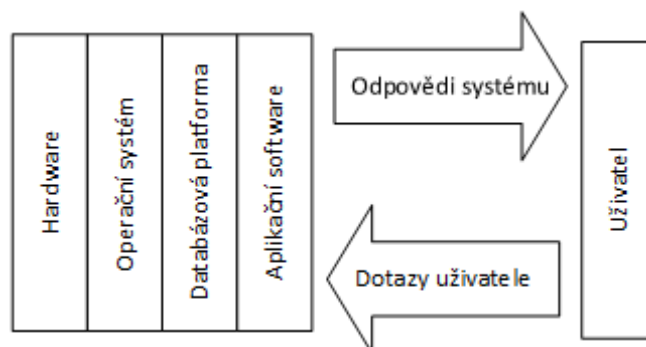 Hardware
Operační systém
Databázová platforma
Aplikační software
Odpovědi systému
Dotazy uživatele
Uživatel